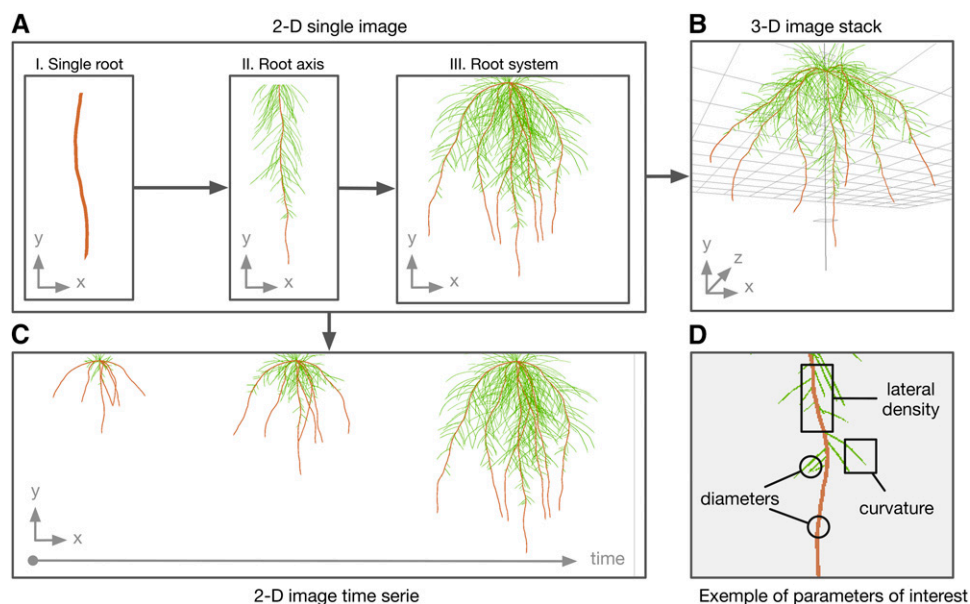 A
2-D single image
I. Single root
y
x
II. Root axis
y
x
III. Root system
y
x
B
3-D image stack
y
z
x
C
y
x
time
2-D image time serie
D
lateral
density
diameters
curvature
Exemple of parameters of interest